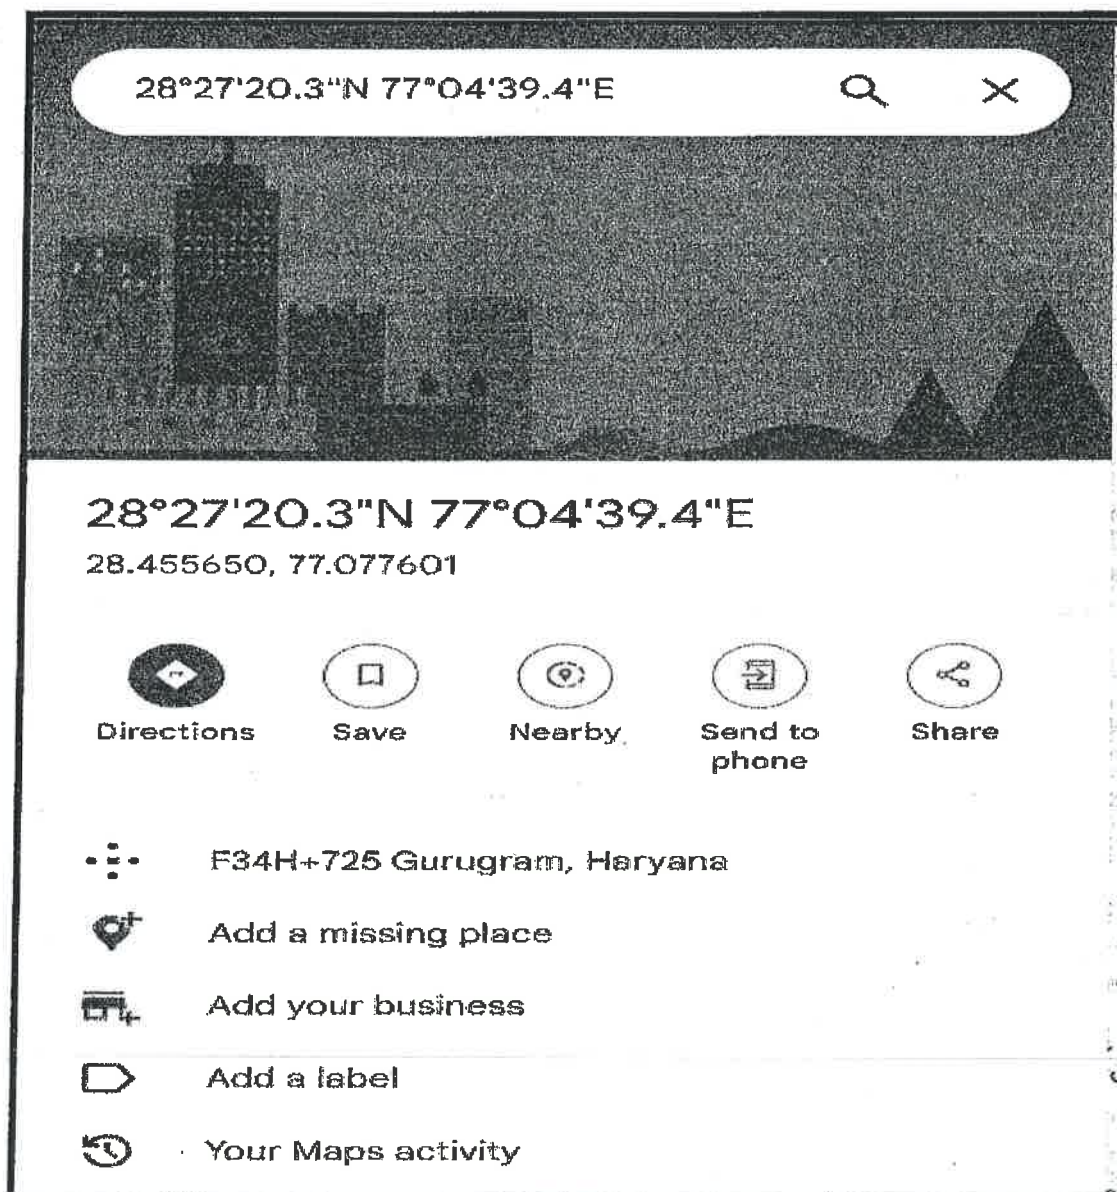 28°27'20.3"N 77°04'39.4"E
28°27'20.3"N 77°04'39.4"E
28.455650, 77.077601
Directions
Save
Nearby
Send to
phone
Share
F34H+725 Gurugram, Haryana
Add a missing place
Add your business
Add a label
Your Maps activity